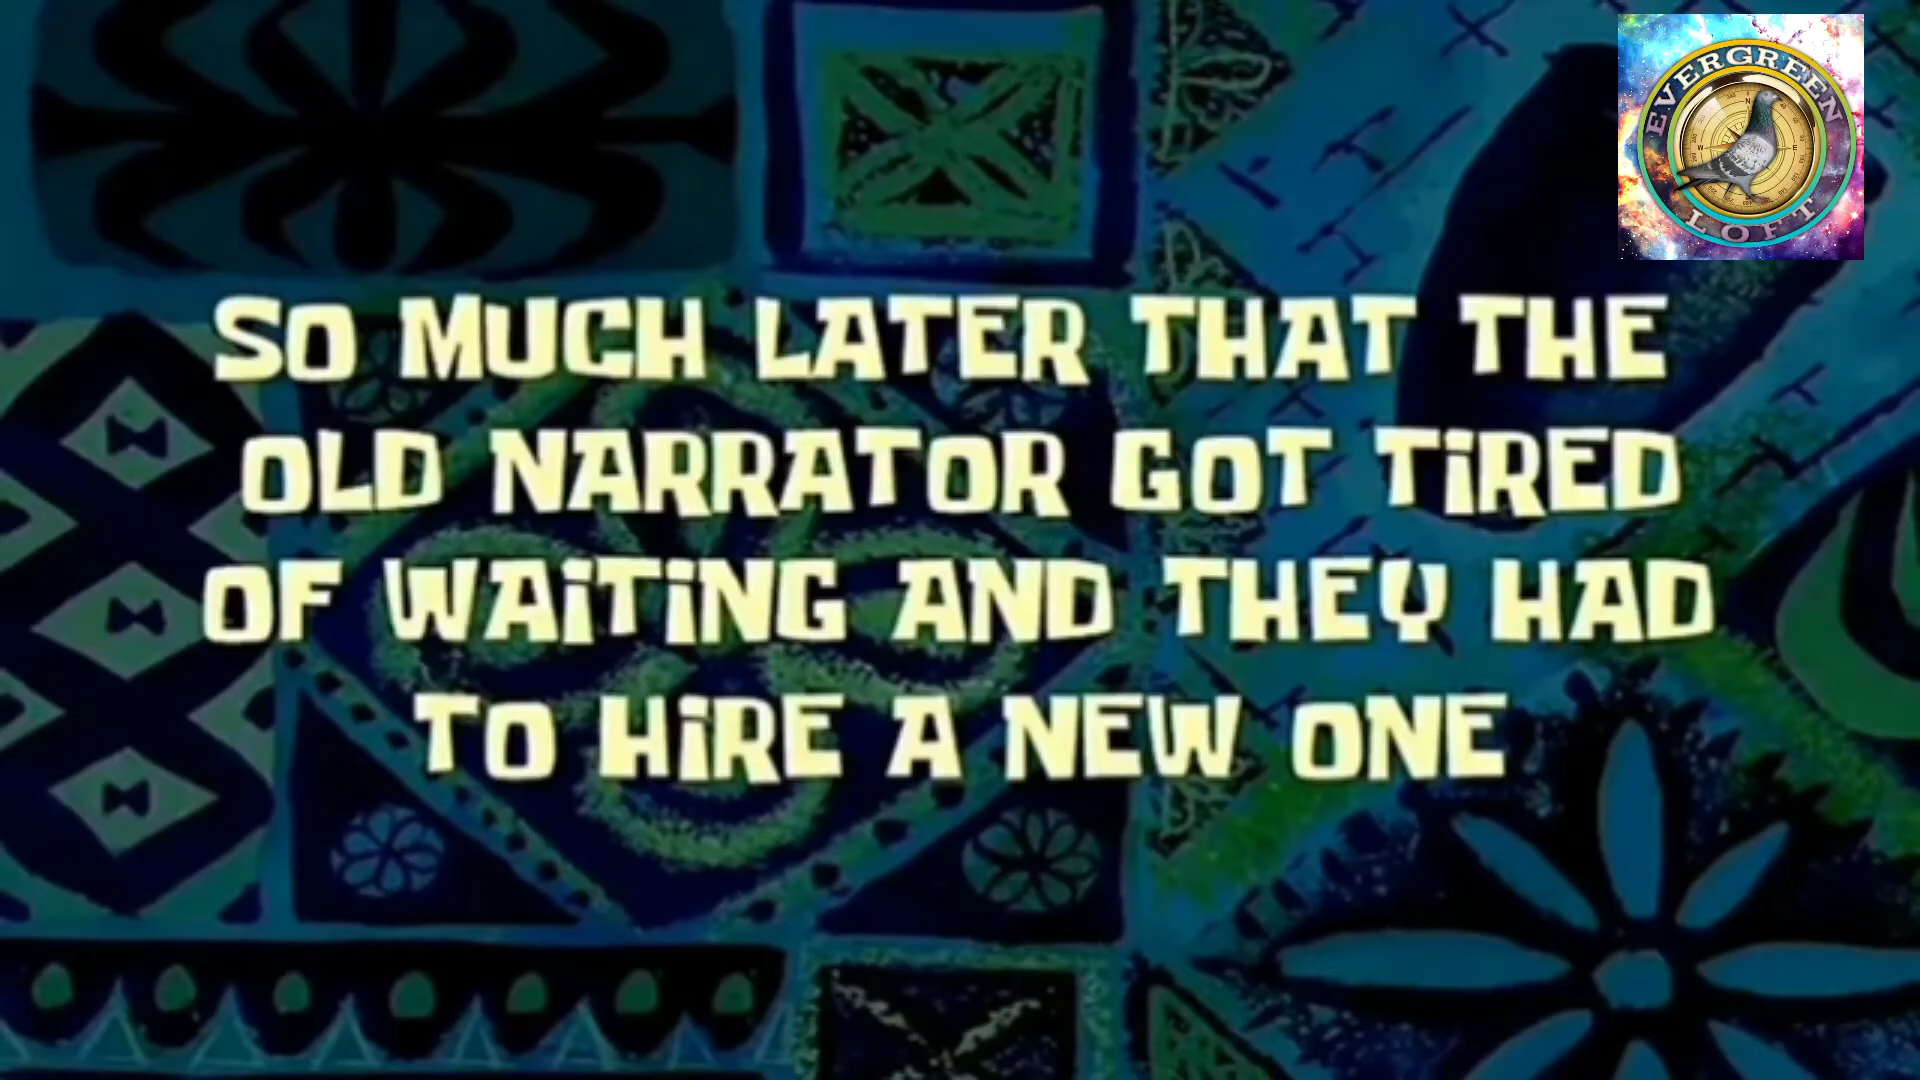 EVERGREEN
LOFT
SO MUCH LATER THAT THE
OLD NARRATOR GOT TiRED
OF WAiTiNG AND THEY HAD
TO HiRE A NEW ONE